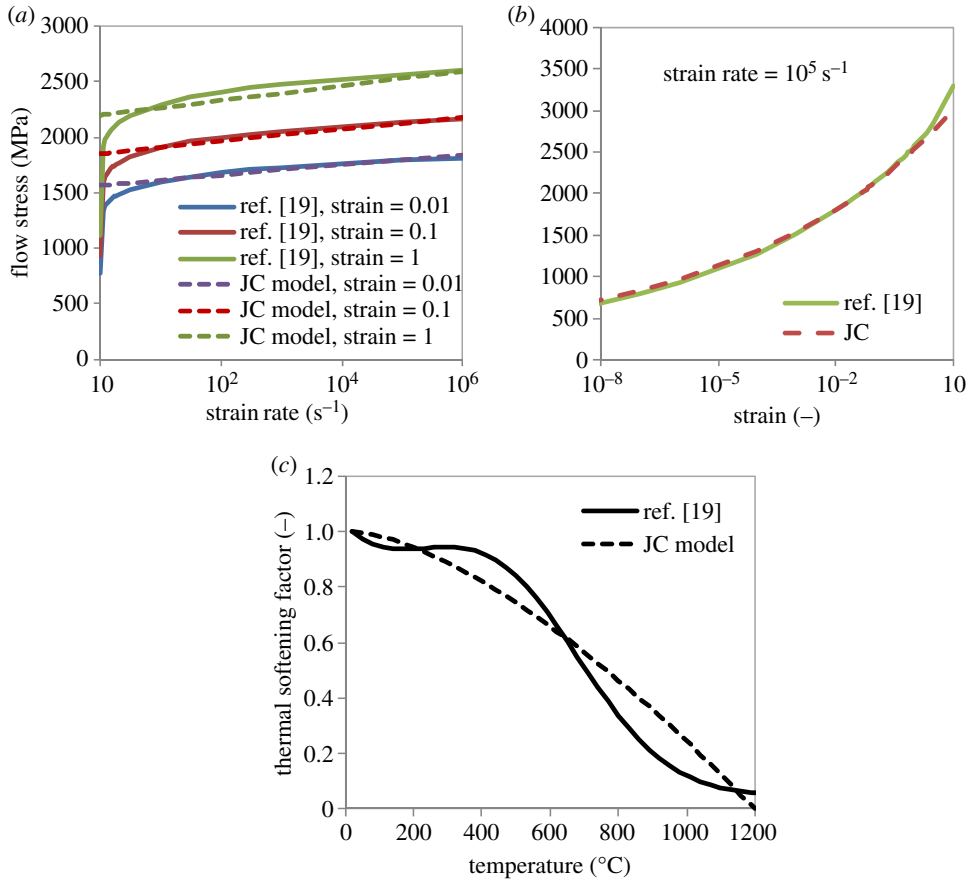 (a)
3000
2500
2000
1500
1000
500
0
flow stress (MPa)
ref. [19], strain = 0.01
ref. [19], strain = 0.1
ref. [19], strain = 1
JC model, strain = 0.01
JC model, strain = 0.1
JC model, strain = 1
10 10² 10⁴ 10⁶
strain rate (s⁻¹)
(b)
4000
3500
3000
2500
2000
1500
1000
500
0
strain rate = 10⁵ s⁻¹
ref. [19]
JC
10⁻⁸ 10⁻⁵ 10⁻² 10
strain (–)
(c)
1.2
1.0
0.8
0.6
0.4
0.2
0
thermal softening factor (–)
ref. [19]
JC model
0 200 400 600 800 1000 1200
temperature (°C)